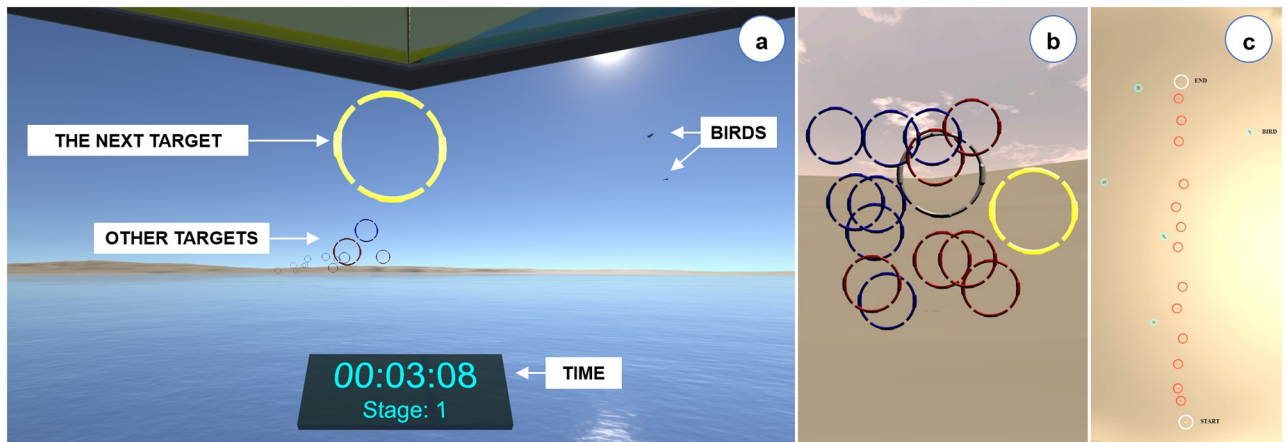 a
THE NEXT TARGET
BIRDS
OTHER TARGETS
00:03:08
Stage: 1
TIME
b
c
END
BIRD
START